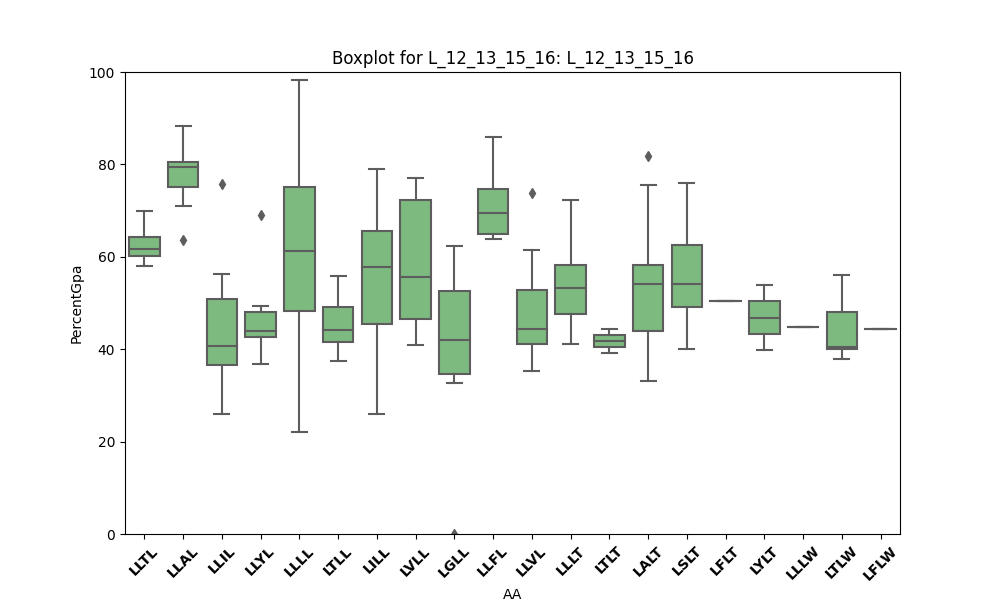 Boxplot for L_12_13_15_16: L_12_13_15_16
100
80
60
40
20
0
PercentGpa
LLTL LLAL LLIL LLYL LLLL LTLL LILL LVLL LGLL LLFL LLVL LLLT LTLT LALT LSLT LFLT LYLT LLLW LTLW LFLW
AA